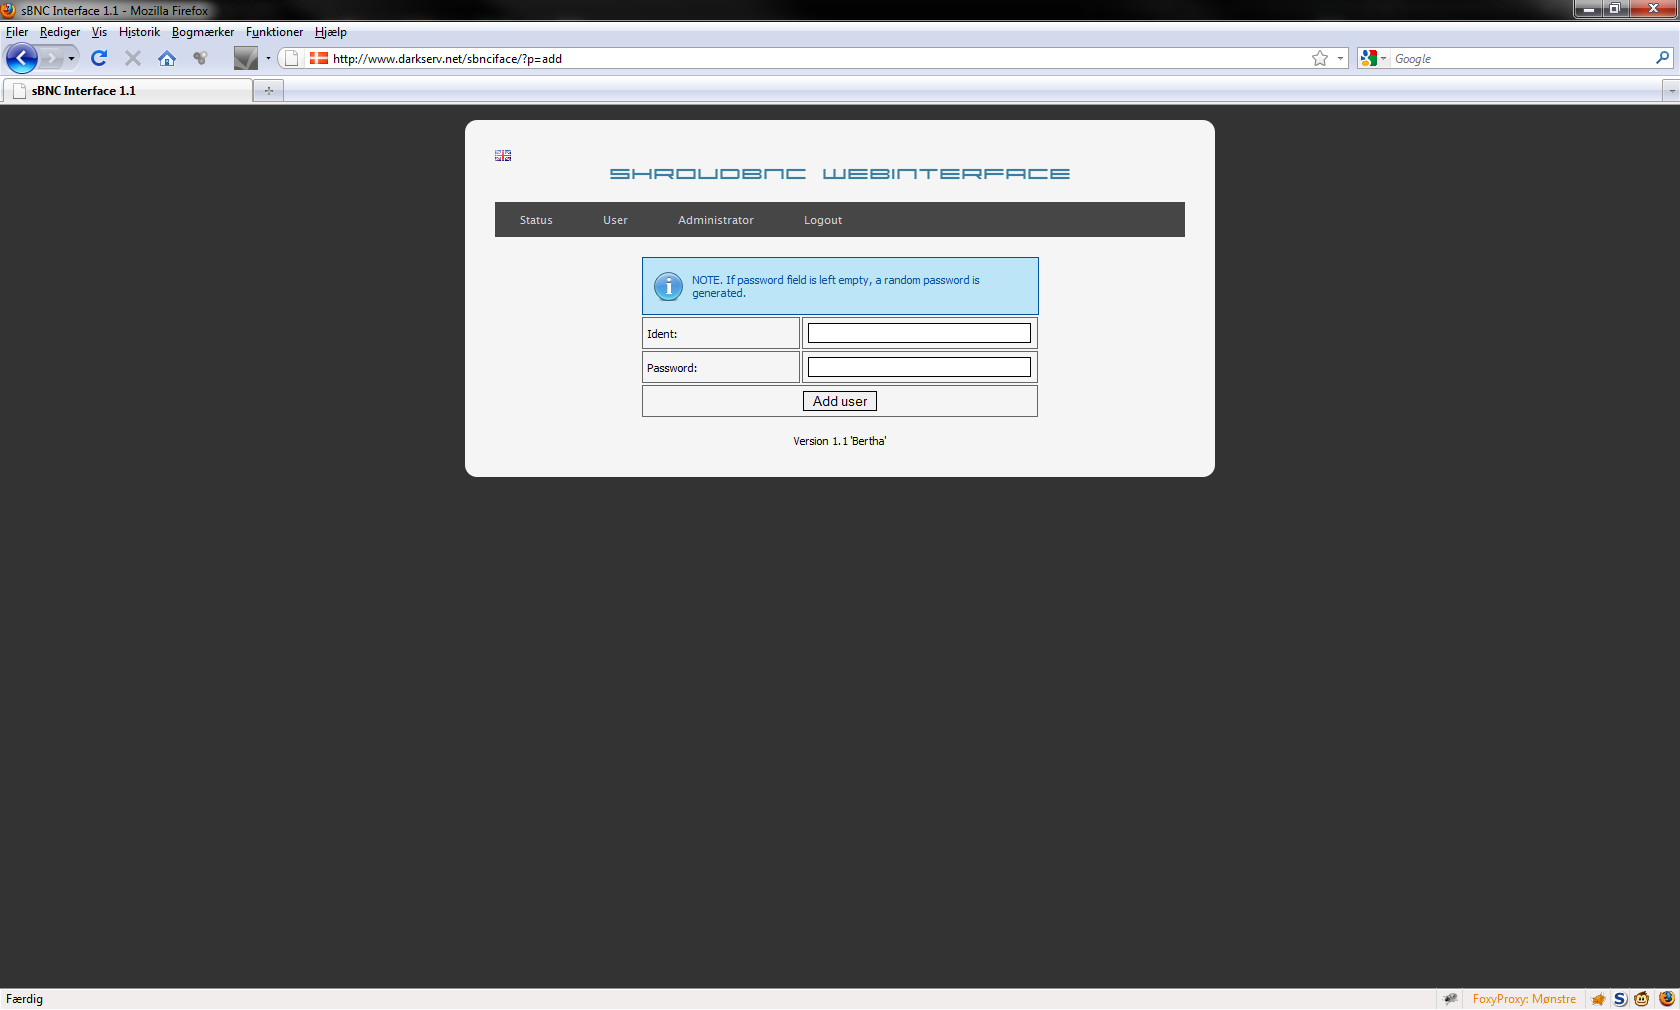 sBNC Interface 1.1 - Mozilla Firefox
Filer Rediger Vis Historik Bogmærker Funktioner Hjælp
http://www.darkserv.net/sbnciface/?p=add Google
sBNC Interface 1.1
SHROUDBNC WEBINTERFACE
Status User Administrator Logout
NOTE. If password field is left empty, a random password is
generated.
Ident:
Password:
Add user
Version 1.1 'Bertha'
Færdig FoxyProxy: Mønstre